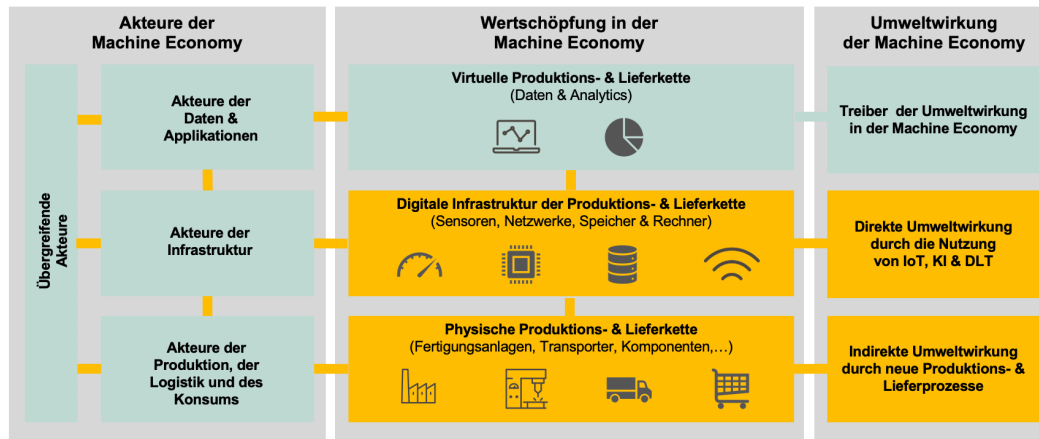 Akteure der
Machine Economy
Übergreifende
Akteure
Akteure der
Daten &
Applikationen
Akteure der
Infrastruktur
Akteure der
Produktion, der
Logistik und des
Konsums
Wertschöpfung in der
Machine Economy
Virtuelle Produktions- & Lieferkette
(Daten & Analytics)
Digitale Infrastruktur der Produktions- & Lieferkette
(Sensoren, Netzwerke, Speicher & Rechner)
Physische Produktions- & Lieferkette
(Fertigungsanlagen, Transporter, Komponenten,…)
Umweltwirkung
der Machine Economy
Treiber der Umweltwirkung
in der Machine Economy
Direkte Umweltwirkung
durch die Nutzung
von IoT, KI & DLT
Indirekte Umweltwirkung
durch neue Produktions- &
Lieferprozesse